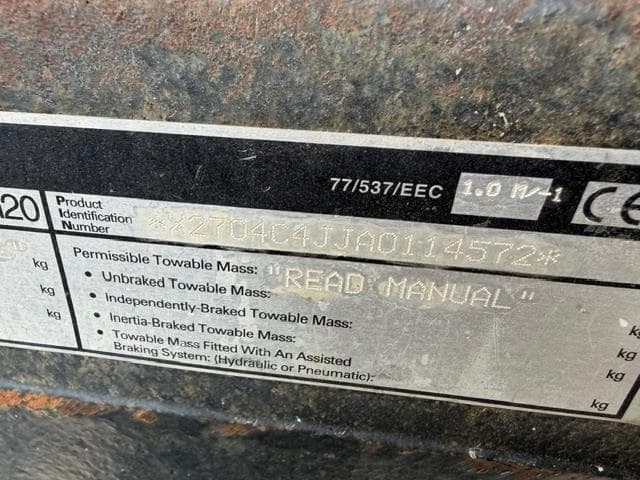 77/537/EEC 1.0 M/-1 CE
Product
Identification
Number *X2704C4JJA0114572*
Permissible Towable Mass: "READ MANUAL"
kg • Unbraked Towable Mass:
kg • Independently-Braked Towable Mass: kg
kg • Inertia-Braked Towable Mass: kg
• Towable Mass Fitted With An Assisted kg
Braking System: (Hydraulic or Pneumatic): kg